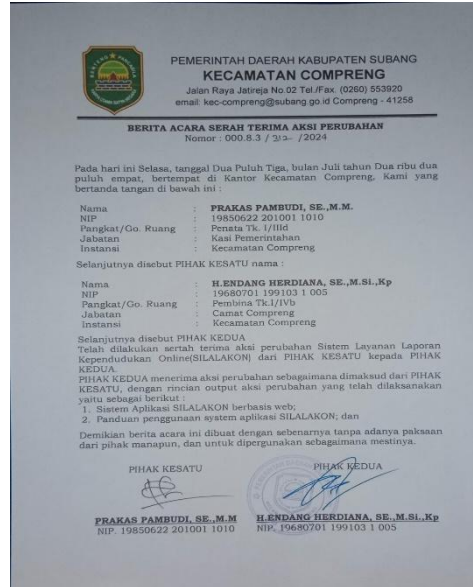 PEMERINTAH DAERAH KABUPATEN SUBANG
KECAMATAN COMPRENG
Jalan Raya Jatireja No.02 Tel./Fax. (0260) 553920
email: kec-compreng@subang.go.id Compreng - 41258
BERITA ACARA SERAH TERIMA AKSI PERUBAHAN
Nomor : 000.8.3 / 312- /2024
Pada hari ini Selasa, tanggal Dua Puluh Tiga, bulan Juli tahun Dua ribu dua
puluh empat, bertempat di Kantor Kecamatan Compreng, Kami yang
bertanda tangan di bawah ini :
Nama : PRAKAS PAMBUDI, SE.,M.M.
NIP : 19850622 201001 1010
Pangkat/Go. Ruang : Penata Tk. I/IIId
Jabatan : Kasi Pemerintahan
Instansi : Kecamatan Compreng
Selanjutnya disebut PIHAK KESATU nama :
Nama : H.ENDANG HERDIANA, SE.,M.Si.,Kp
NIP : 19680701 199103 1 005
Pangkat/Go. Ruang : Pembina Tk.I/IVb
Jabatan : Camat Compreng
Instansi : Kecamatan Compreng
Selanjutnya disebut PIHAK KEDUA
Telah dilakukan sertah terima aksi perubahan Sistem Layanan Laporan
Kependudukan Online(SILALAKON) dari PIHAK KESATU kepada PIHAK
KEDUA.
PIHAK KEDUA menerima aksi perubahan sebagaimana dimaksud dari PIHAK
KESATU, dengan rincian output aksi perubahan yang telah dilaksanakan
yaitu sebagai berikut :
1. Sistem Aplikasi SILALAKON berbasis web;
2. Panduan penggunaan system aplikasi SILALAKON; dan
Demikian berita acara ini dibuat dengan sebenarnya tanpa adanya paksaan
dari pihak manapun, dan untuk dipergunakan sebagaimana mestinya.
PIHAK KESATU PIHAK KEDUA
PRAKAS PAMBUDI, SE.,M.M H.ENDANG HERDIANA, SE.,M.Si.,Kp
NIP. 19850622 201001 1010 NIP. 19680701 199103 1 005